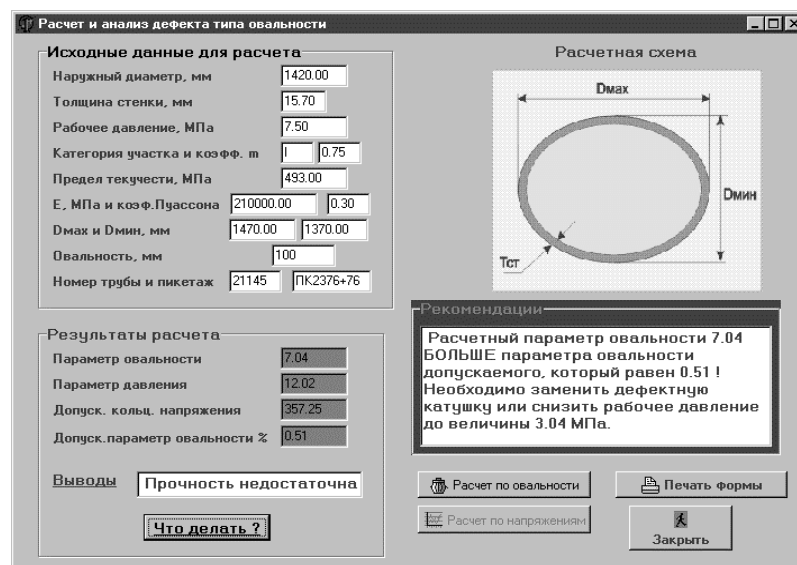 Расчет и анализ дефекта типа овальности
Исходные данные для расчета
Наружный диаметр, мм 1420.00
Толщина стенки, мм 15.70
Рабочее давление, МПа 7.50
Категория участка и коэфф. m I 0.75
Предел текучести, МПа 493.00
Е, МПа и коэф.Пуассона 210000.00 0.30
Dмах и Dмин, мм 1470.00 1370.00
Овальность, мм 100
Номер трубы и пикетаж 21145 ПК2376+76
Результаты расчета
Параметр овальности 7.04
Параметр давления 12.02
Допуск. кольц. напряжения 357.25
Допуск.параметр овальности % 0.51
Выводы Прочность недостаточна
Что делать ?
Расчетная схема
Dмах
Dмин
Тст
Рекомендации
Расчетный параметр овальности 7.04
БОЛЬШЕ параметра овальности
допускаемого, который равен 0.51 !
Необходимо заменить дефектную
катушку или снизить рабочее давление
до величины 3.04 МПа.
Расчет по овальности
Печать формы
Расчет по напряжениям
Закрыть